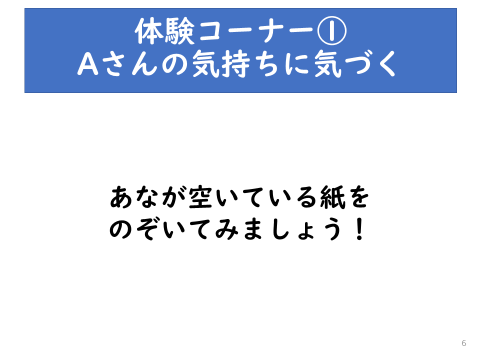 体験コーナー①
Aさんの気持ちに気づく
あなが空いている紙を
のぞいてみましょう！
6